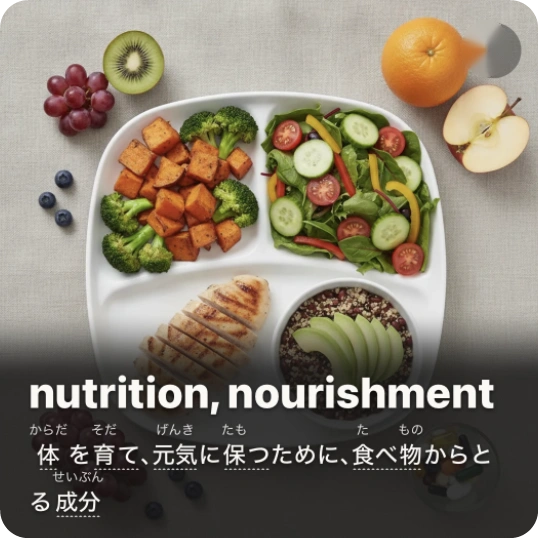 nutrition, nourishment
からだ そだ げんき たも た もの
体を育て、元気に保つために、食べ物からと
せいぶん
る成分